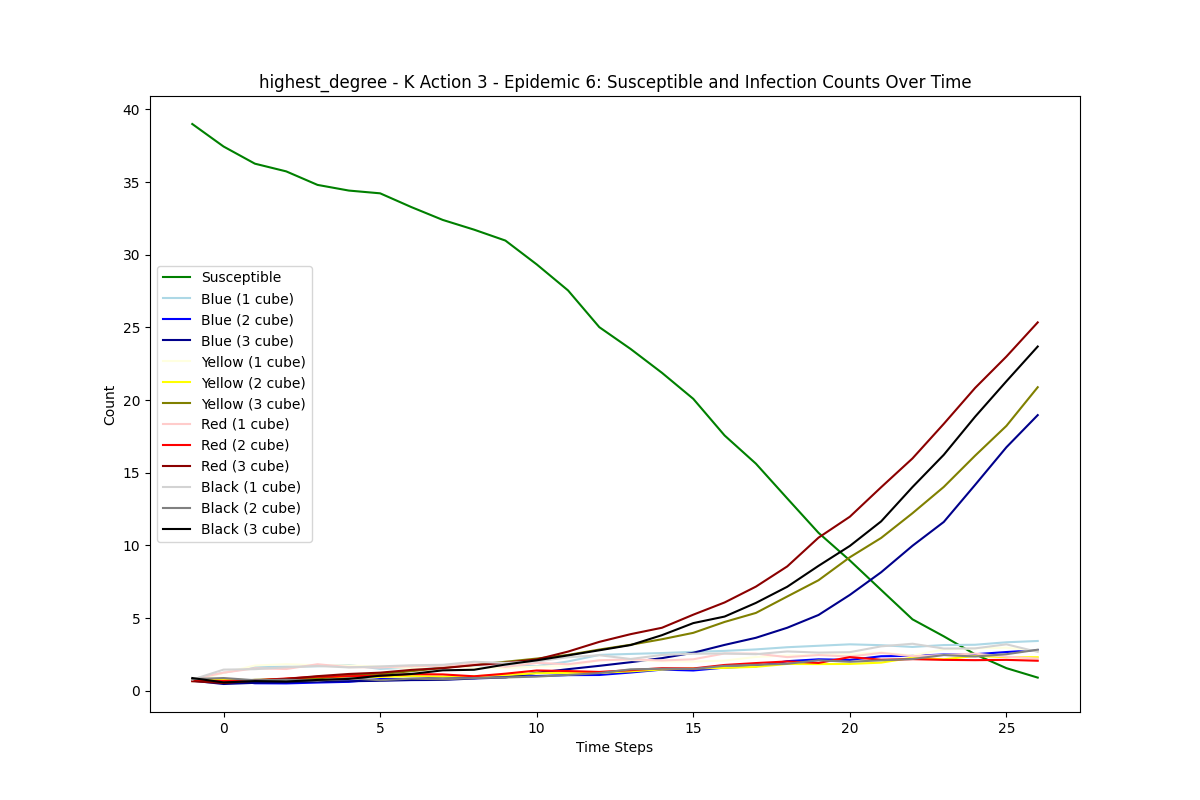 highest_degree - K Action 3 - Epidemic 6: Susceptible and Infection Counts Over Time
40
35
30
25
20
15
10
5
0
Count
Susceptible
Blue (1 cube)
Blue (2 cube)
Blue (3 cube)
Yellow (1 cube)
Yellow (2 cube)
Yellow (3 cube)
Red (1 cube)
Red (2 cube)
Red (3 cube)
Black (1 cube)
Black (2 cube)
Black (3 cube)
0 5 10 15 20 25
Time Steps